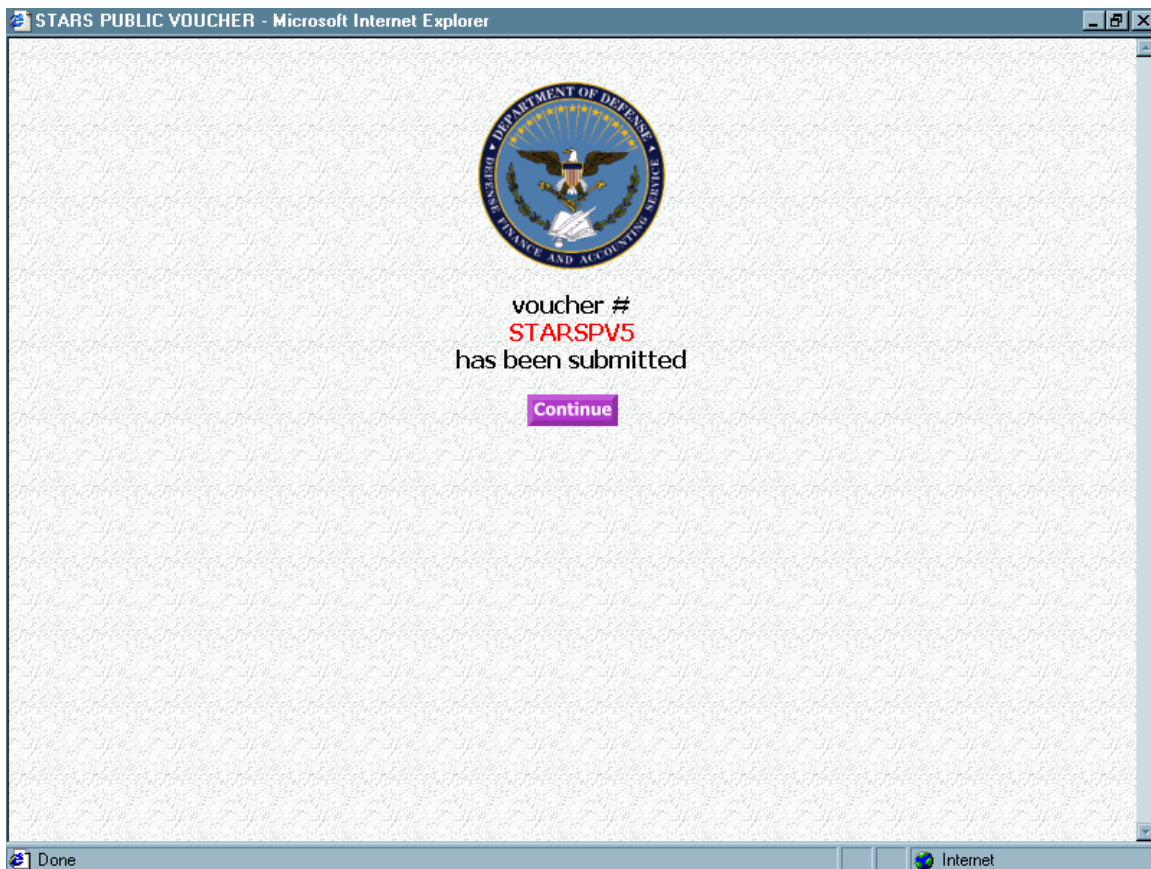 STARS PUBLIC VOUCHER - Microsoft Internet Explorer
DEPARTMENT OF DEFENSE
DEFENSE FINANCE AND ACCOUNTING SERVICE
voucher #
STARSPV5
has been submitted
Continue
Done
Internet